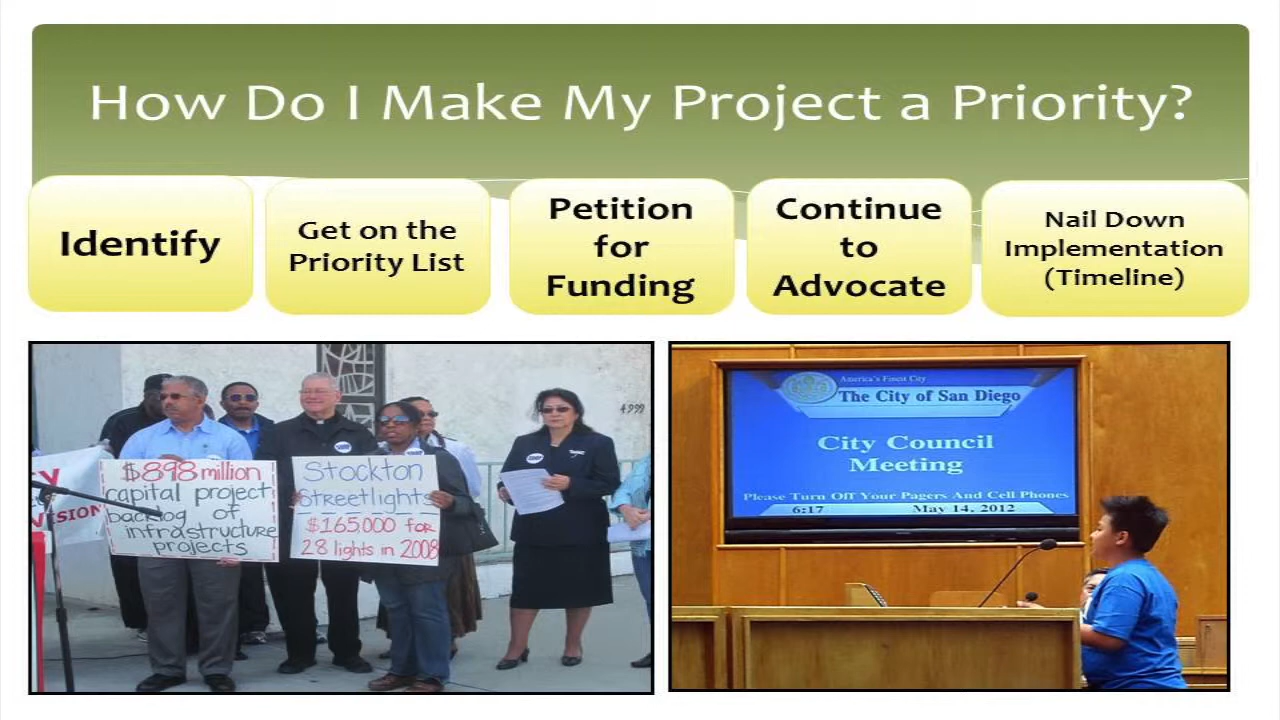 How Do I Make My Project a Priority?
Identify
Get on the
Priority List
Petition
for
Funding
Continue
to
Advocate
Nail Down
Implementation
(Timeline)
4999
$898 million
capital project
backlog of
infrastructure
projects
Stockton
Streetlights
$165,000 for
28 lights in 2008
America's Finest City
The City of San Diego
City Council
Meeting
Please Turn Off Your Pagers And Cell Phones
6:17 May 14, 2012